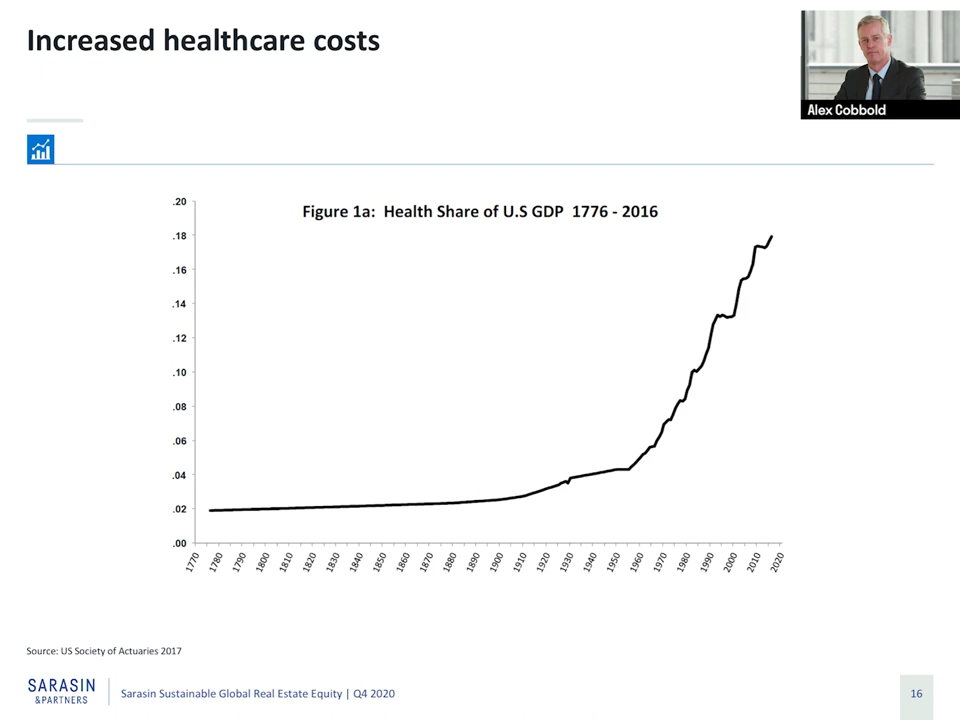 Increased healthcare costs
Alex Cobbold
Figure 1a: Health Share of U.S GDP 1776 - 2016
.20
.18
.16
.14
.12
.10
.08
.06
.04
.02
.00
1770 1780 1790 1800 1810 1820 1830 1840 1850 1860 1870 1880 1890 1900 1910 1920 1930 1940 1950 1960 1970 1980 1990 2000 2010 2020
Source: US Society of Actuaries 2017
SARASIN
& PARTNERS
Sarasin Sustainable Global Real Estate Equity | Q4 2020
16